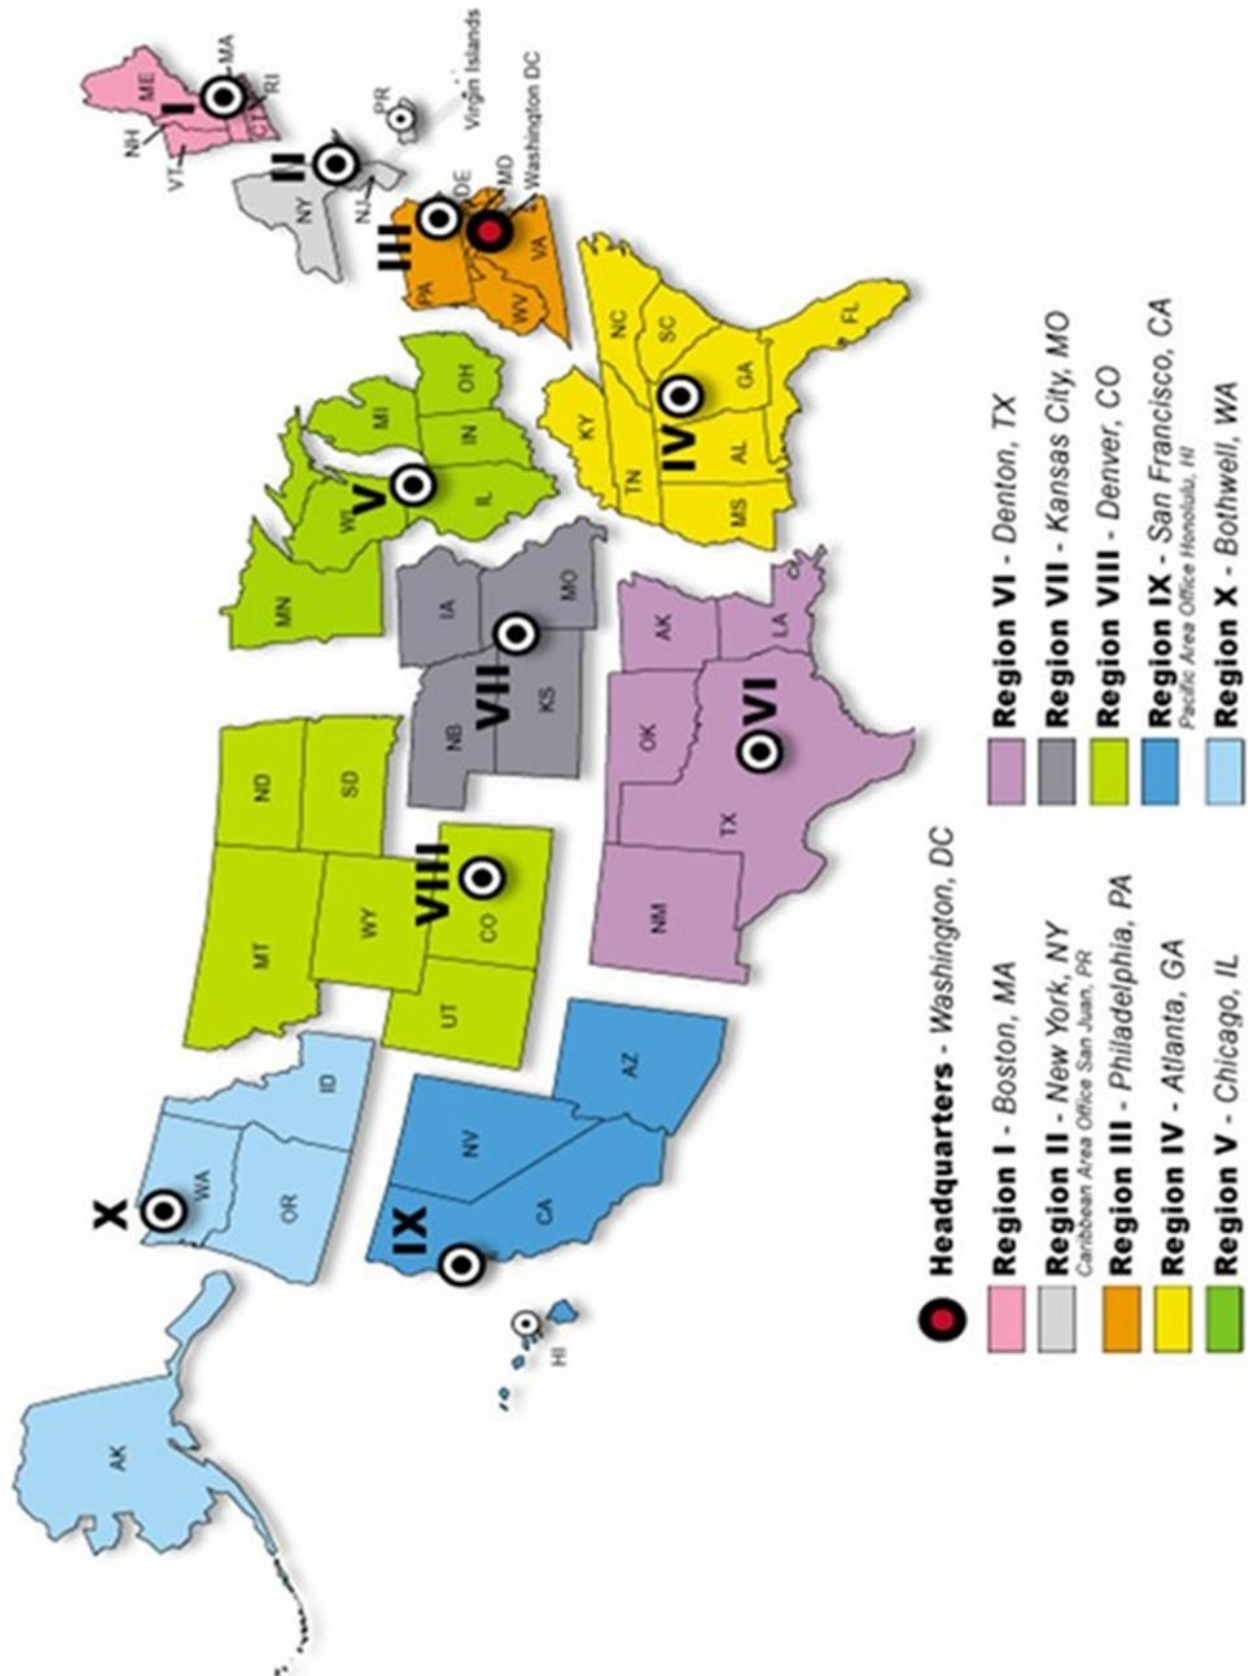 X
AK
WA
OR
ID
IX
NV
CA
AZ
HI
MT
ND
SD
WY
VIII
UT
CO
NB
IA
VII
KS
MO
NM
OK
AK
TX
VI
LA
MN
WI
V
MI
IL
IN
OH
KY
TN
IV
NC
SC
MS
AL
GA
FL
III
PA
WV
VA
DE
MD
Washington DC
II
NY
NJ
PR
Virgin Islands
I
ME
NH
VT
MA
RI
CT
Headquarters - Washington, DC
Region I - Boston, MA
Region II - New York, NY
Caribbean Area Office San Juan, PR
Region III - Philadelphia, PA
Region IV - Atlanta, GA
Region V - Chicago, IL
Region VI - Denton, TX
Region VII - Kansas City, MO
Region VIII - Denver, CO
Region IX - San Francisco, CA
Pacific Area Office Honolulu, HI
Region X - Bothwell, WA